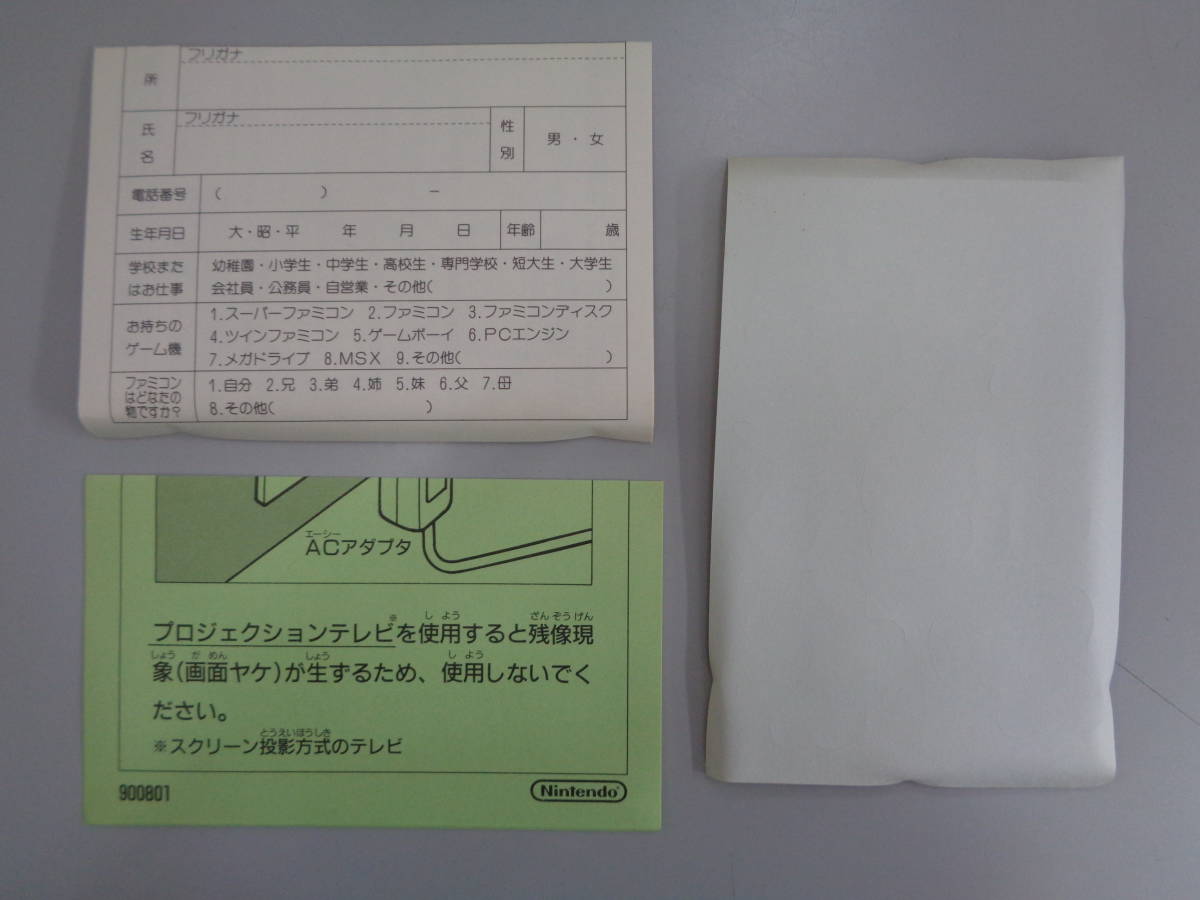 フリガナ
所
フリガナ
氏名
性別
男・女
電話番号 ( ) −
生年月日 大・昭・平 年 月 日 年齢 歳
学校また 幼稚園・小学生・中学生・高校生・専門学校・短大生・大学生
はお仕事 会社員・公務員・自営業・その他( )
お持ちの
ゲーム機
1.スーパーファミコン 2.ファミコン 3.ファミコンディスク
4.ツインファミコン 5.ゲームボーイ 6.PCエンジン
7.メガドライブ 8.MSX 9.その他( )
ファミコン
はどなたの
物ですか?
1.自分 2.兄 3.弟 4.姉 5.妹 6.父 7.母
8.その他( )
エーシー
ACアダプタ
※ し よう ざん ぞう げん
プロジェクションテレビを使用すると残像現
しょう が めん しょう し よう
象(画面ヤケ)が生ずるため、使用しないでく
ださい。
とうえいほうしき
※スクリーン投影方式のテレビ
900801
Nintendo